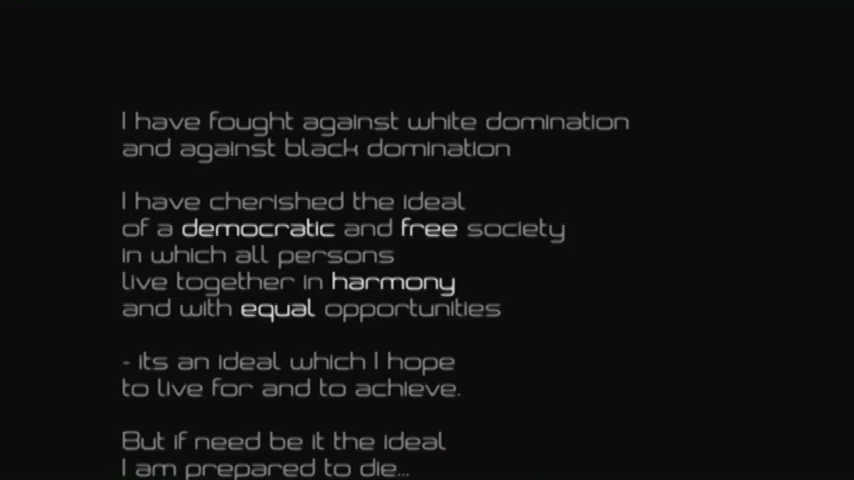 I have fought against white domination
and against black domination
I have cherished the ideal
of a democratic and free society
in which all persons
live together in harmony
and with equal opportunities
- its an ideal which I hope
to live for and to achieve.
But if need be it the ideal
I am prepared to die...